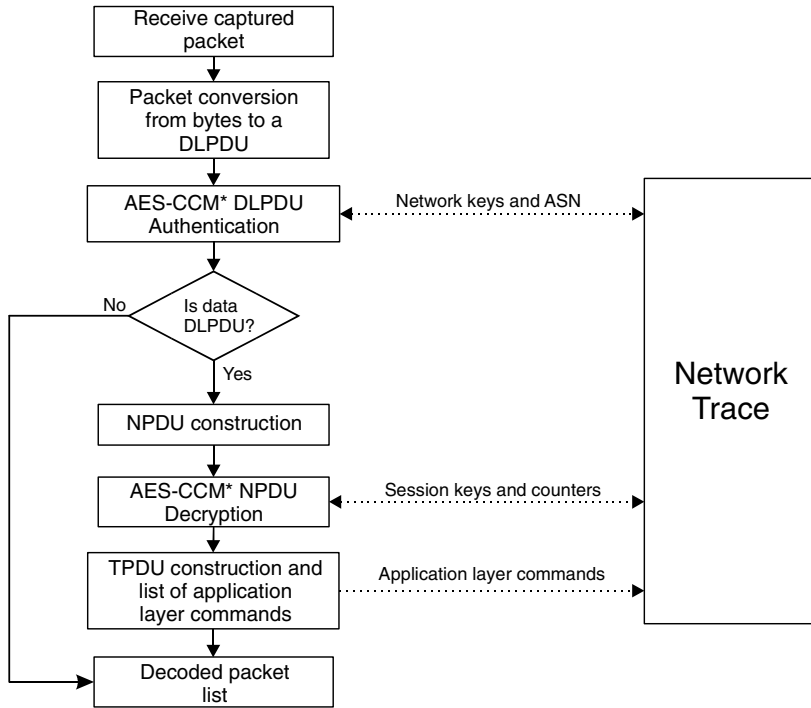 Receive captured
packet
Packet conversion
from bytes to a
DLPDU
AES-CCM* DLPDU
Authentication
Network keys and ASN
No
Is data
DLPDU?
Yes
Network
Trace
NPDU construction
AES-CCM* NPDU
Decryption
Session keys and counters
TPDU construction and
list of application
layer commands
Application layer commands
Decoded packet
list